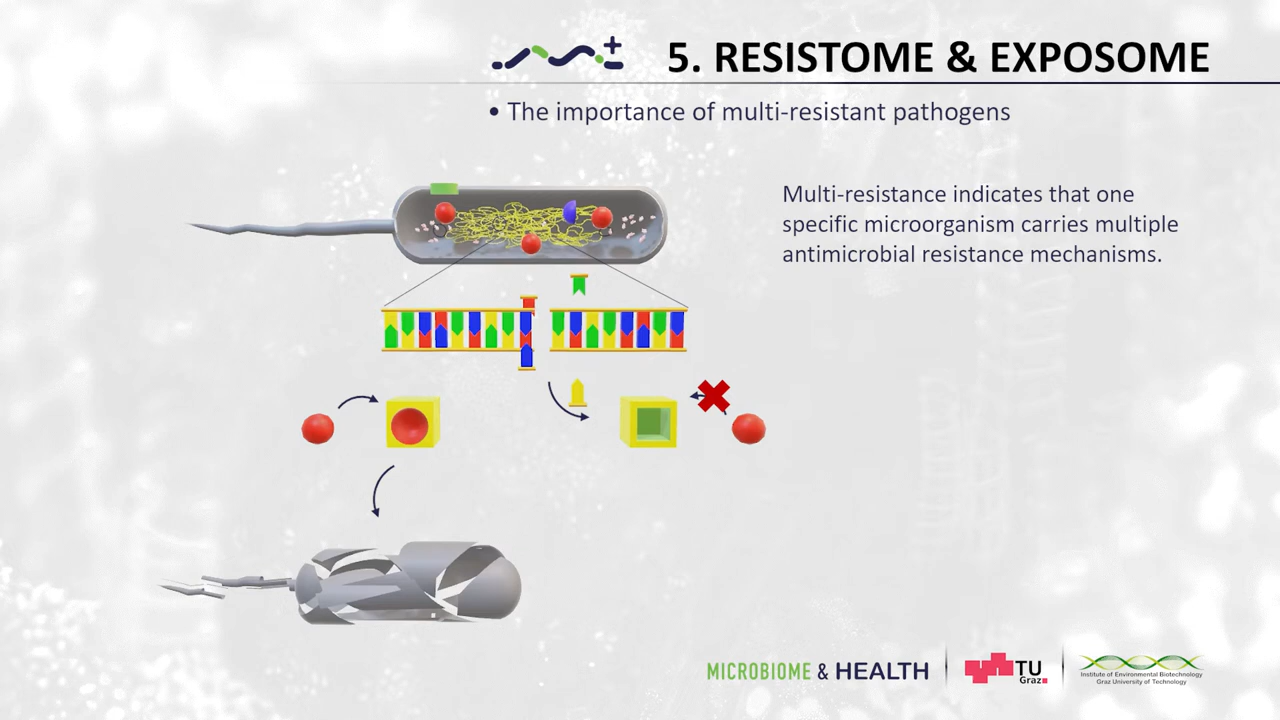 5. RESISTOME & EXPOSOME
• The importance of multi-resistant pathogens
Multi-resistance indicates that one
specific microorganism carries multiple
antimicrobial resistance mechanisms.
MICROBIOME & HEALTH
TU
Graz
Institute of Environmental Biotechnology
Graz University of Technology